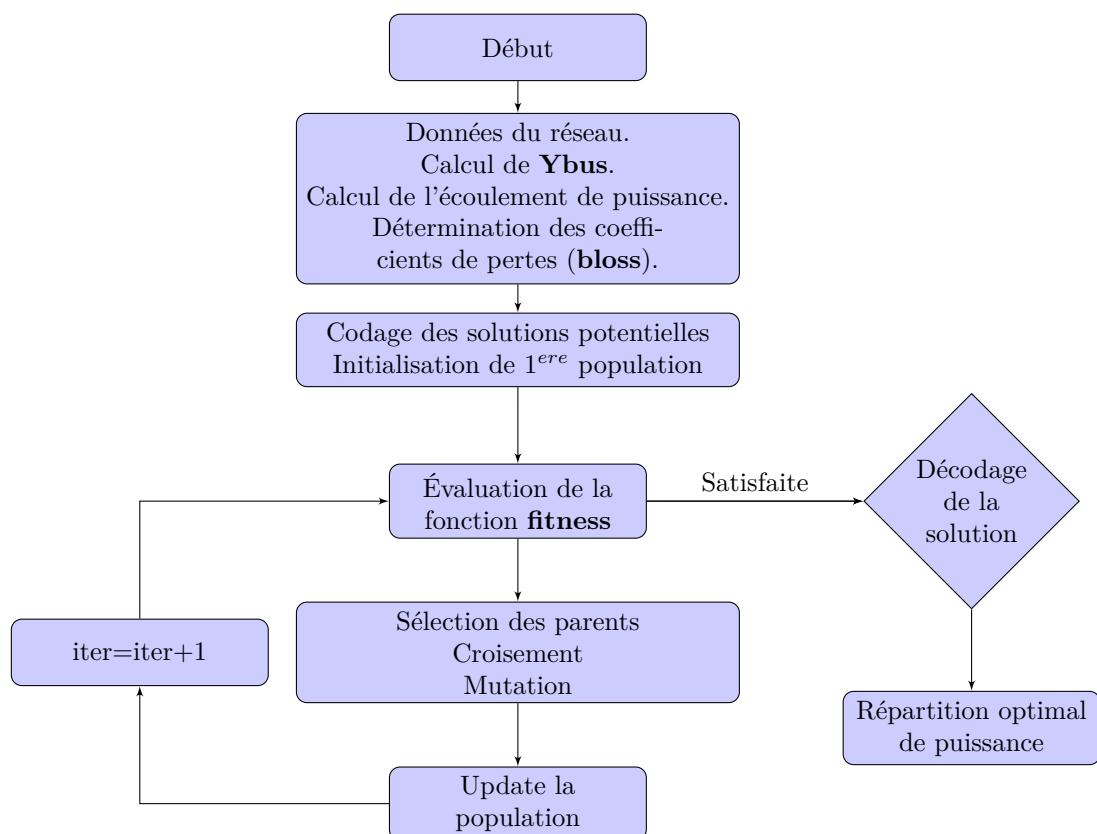 Début
Données du réseau.
Calcul de Ybus.
Calcul de l'écoulement de puissance.
Détermination des coeffi-
cients de pertes (bloss).
Codage des solutions potentielles
Initialisation de 1ere population
Évaluation de la
fonction fitness
Satisfaite
Décodage
de la
solution
Sélection des parents
Croisement
Mutation
iter=iter+1
Répartition optimal
de puissance
Update la
population